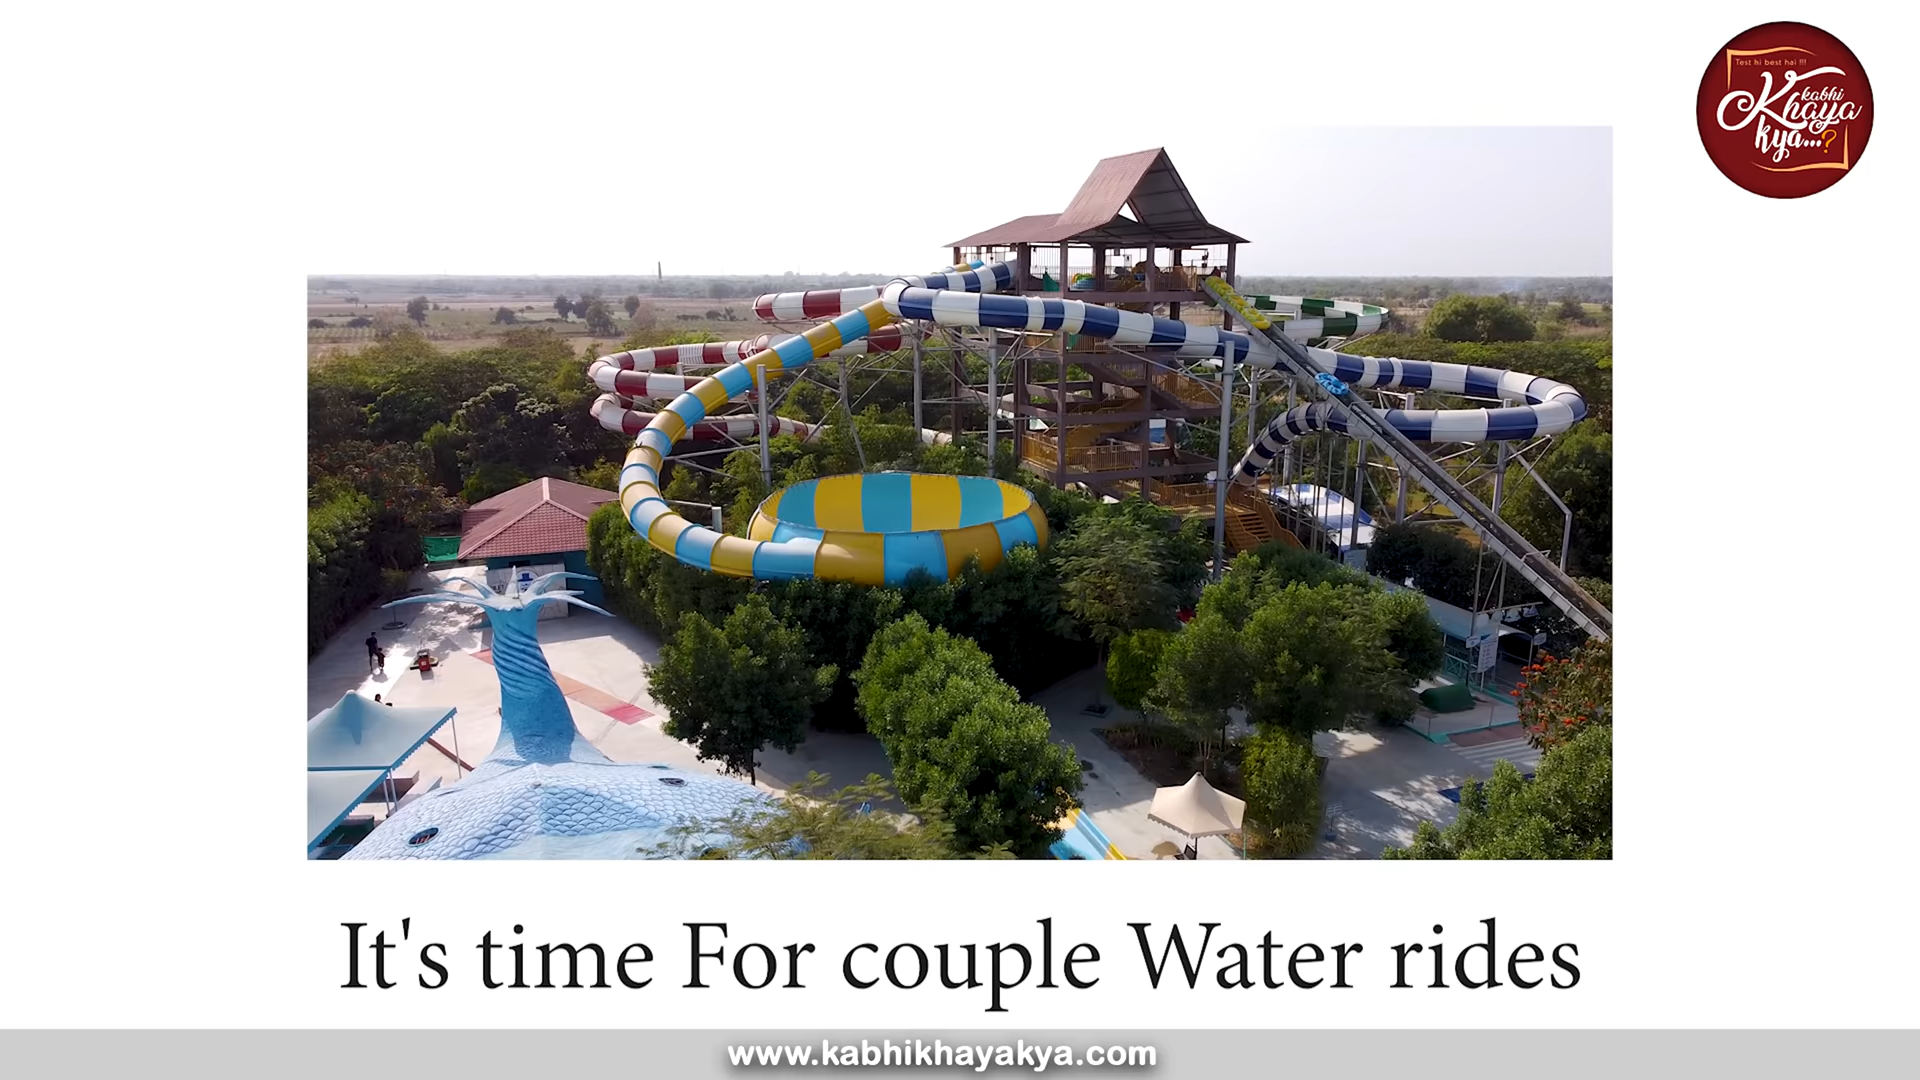 Test hi best hai !!!
kabhi
Khaya
kya...?
It's time For couple Water rides
www.kabhikhayakya.com